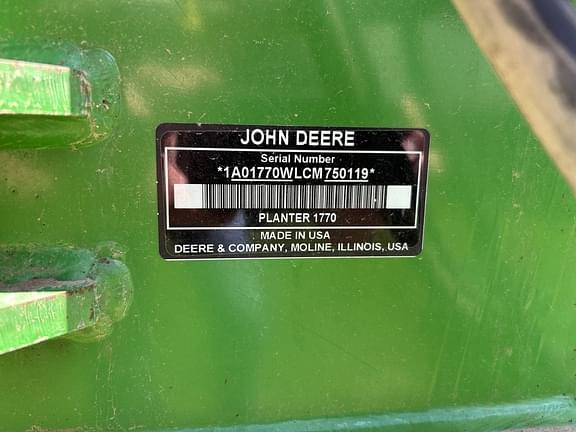 JOHN DEERE
Serial Number
*1A01770WLCM750119*
PLANTER 1770
MADE IN USA
DEERE & COMPANY, MOLINE, ILLINOIS, USA